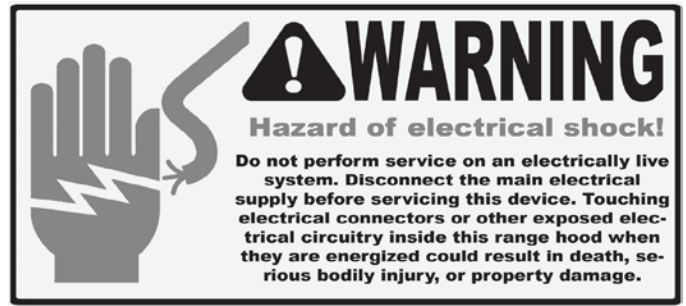 WARNING
Hazard of electrical shock!
Do not perform service on an electrically live
system. Disconnect the main electrical
supply before servicing this device. Touching
electrical connectors or other exposed elec-
trical circuitry inside this range hood when
they are energized could result in death, se-
rious bodily injury, or property damage.